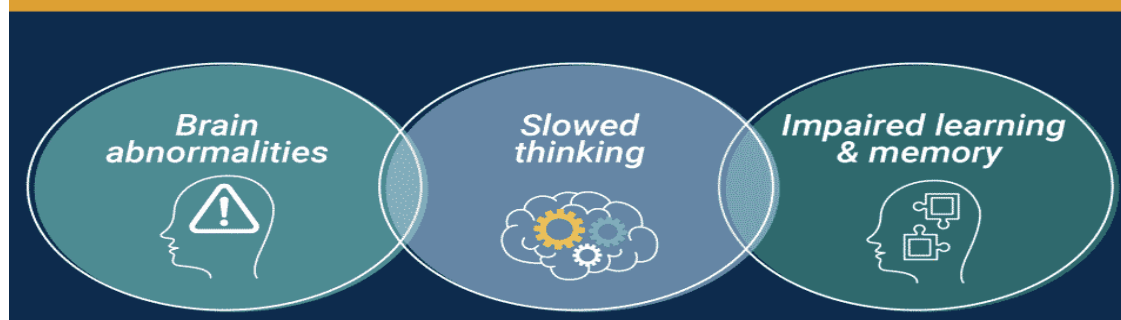 Brain
abnormalities
Slowed
thinking
Impaired learning
& memory